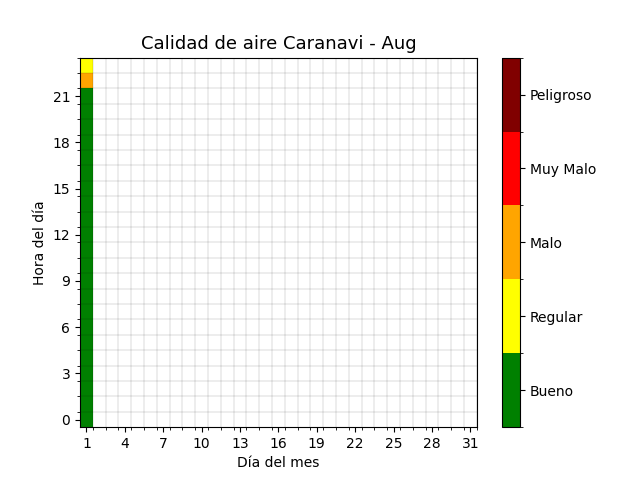 Calidad de aire Caranavi - Aug
Hora del día
21
18
15
12
9
6
3
0
1 4 7 10 13 16 19 22 25 28 31
Día del mes
Peligroso
Muy Malo
Malo
Regular
Bueno